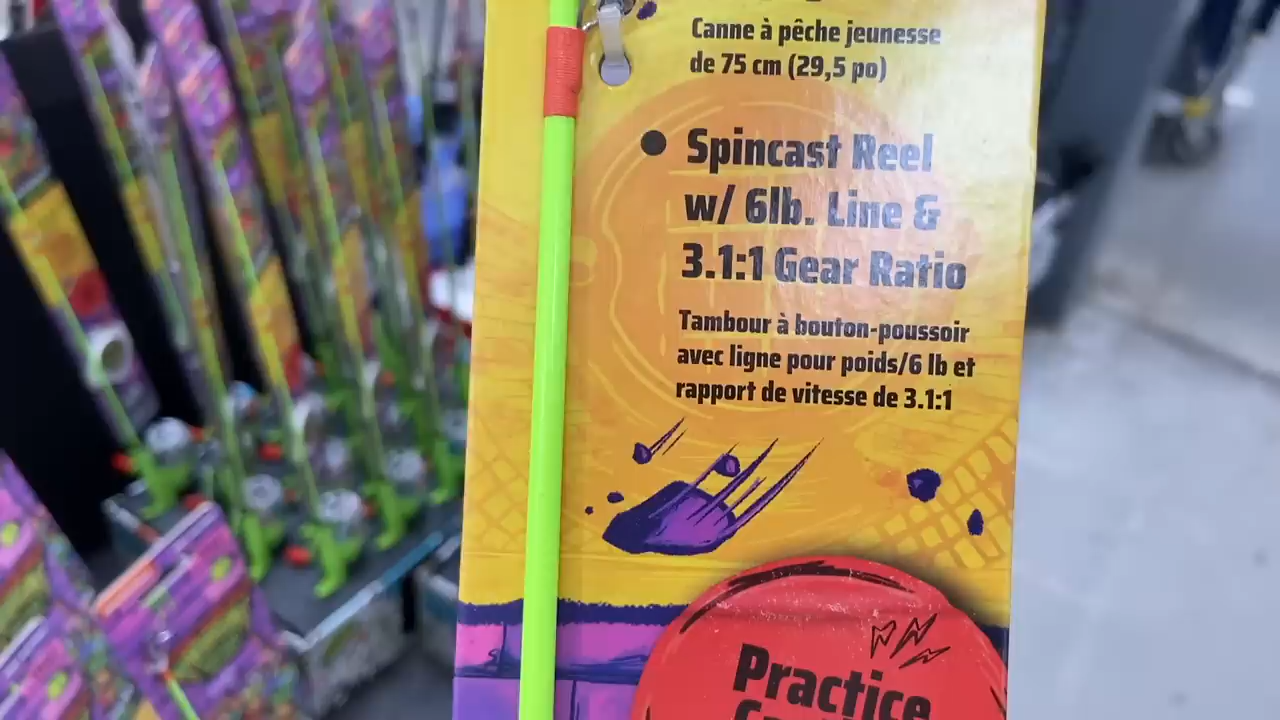 Canne à pêche jeunesse
de 75 cm (29,5 po)
Spincast Reel
w/ 6lb. Line &
3.1:1 Gear Ratio
Tambour à bouton-poussoir
avec ligne pour poids/6 lb et
rapport de vitesse de 3.1:1
Practice